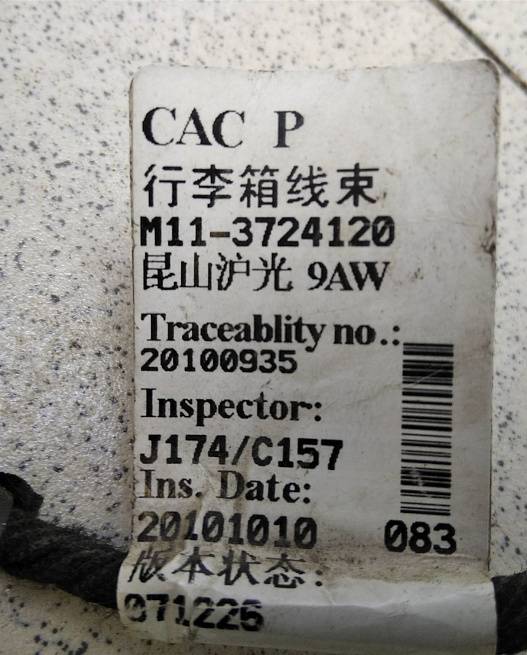 CAC P
行李箱线束
M11-3724120
昆山沪光 9AW
Traceablity no.:
20100935
Inspector:
J174/C157
Ins. Date:
20101010 083
版本状态:
071226